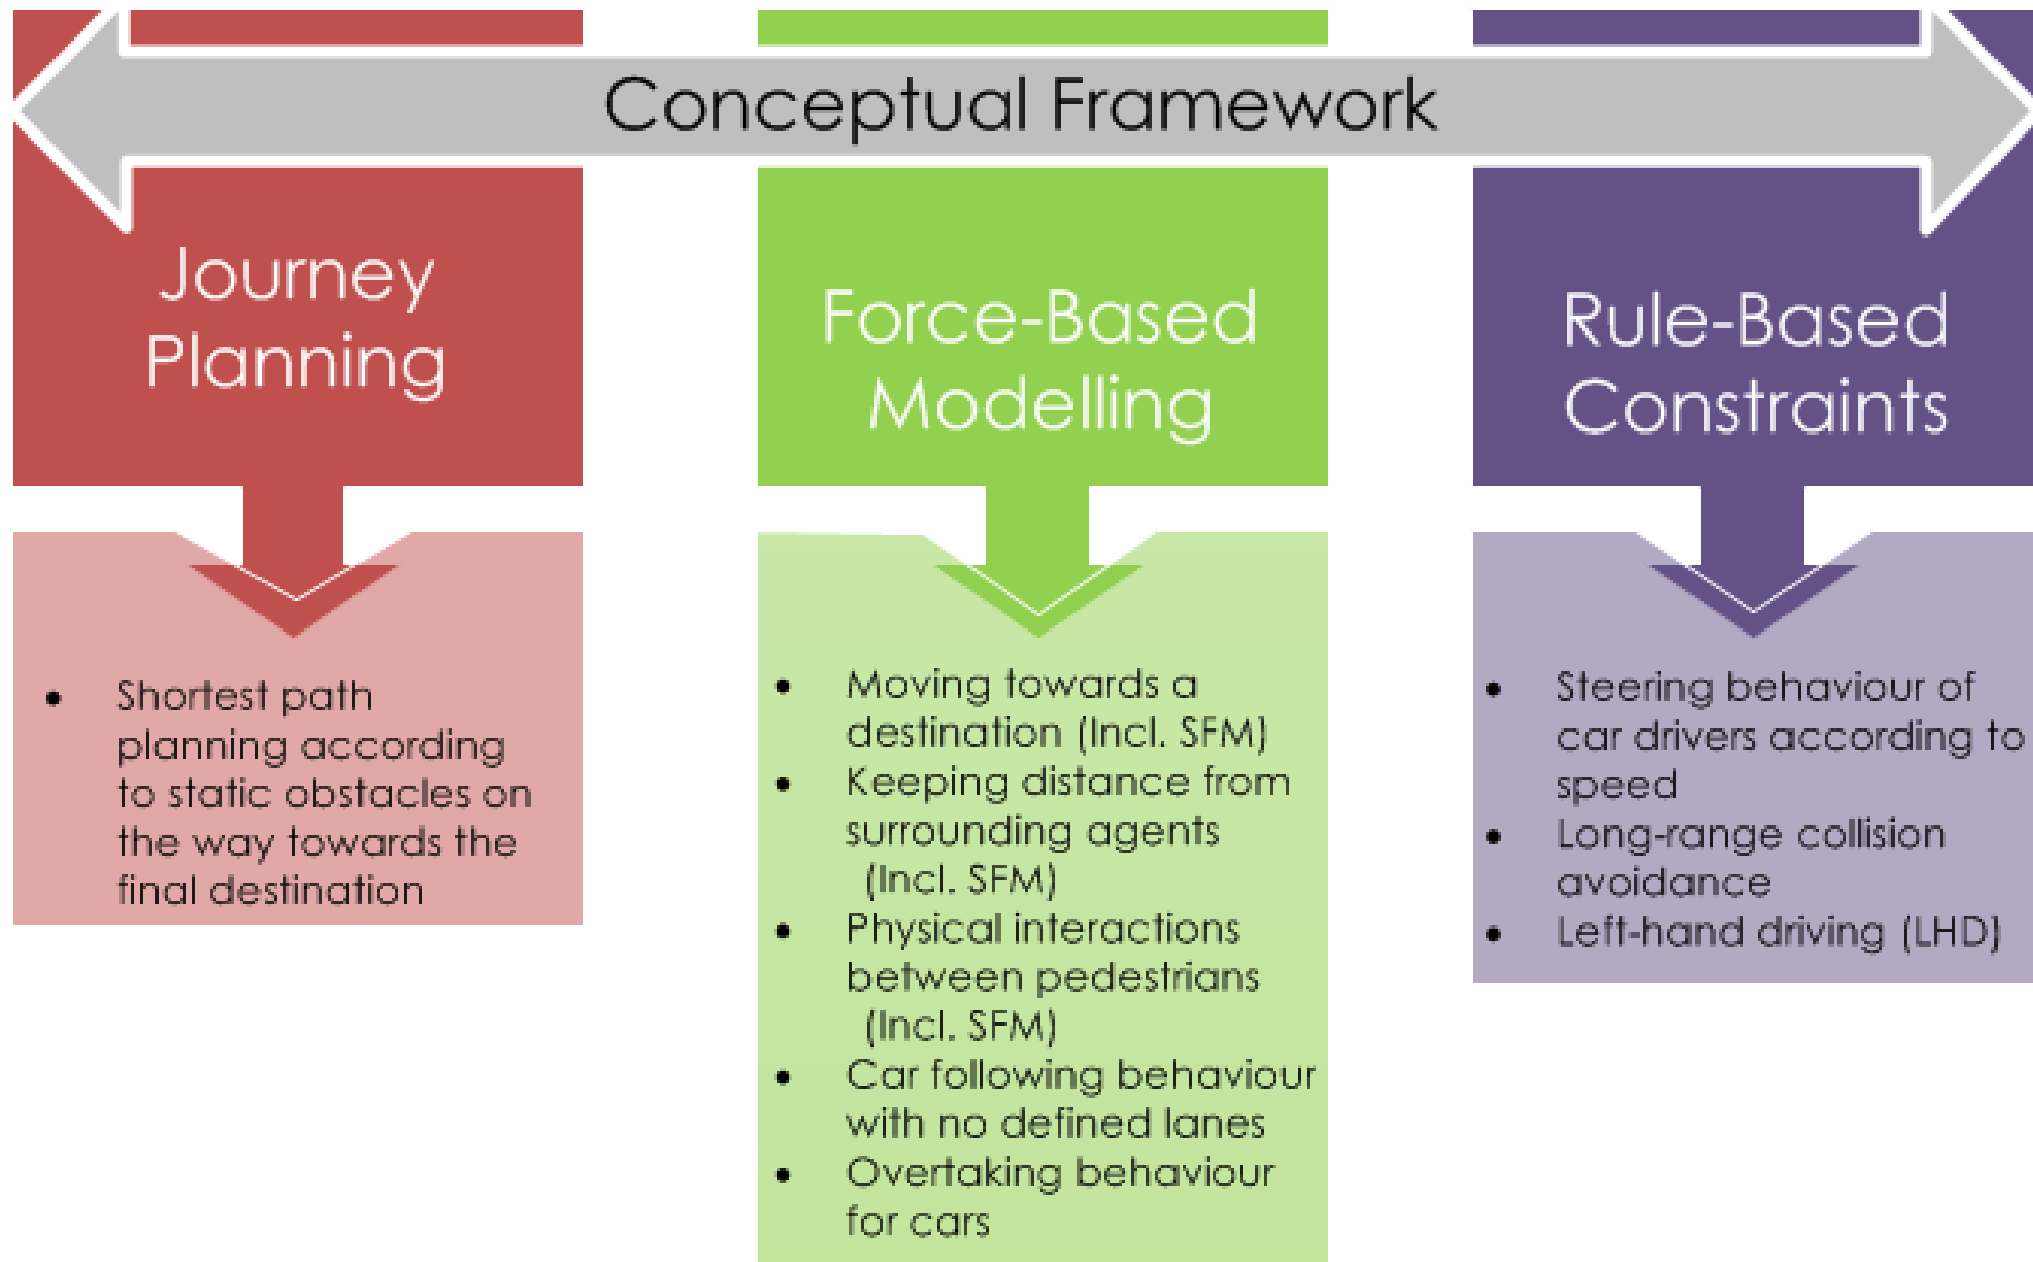 Conceptual Framework
Journey
Planning
Force-Based
Modelling
Rule-Based
Constraints
• Shortest path
planning according
to static obstacles on
the way towards the
final destination
• Moving towards a
destination (Incl. SFM)
• Keeping distance from
surrounding agents
(Incl. SFM)
• Physical interactions
between pedestrians
(Incl. SFM)
• Car following behaviour
with no defined lanes
• Overtaking behaviour
for cars
• Steering behaviour of
car drivers according to
speed
• Long-range collision
avoidance
• Left-hand driving (LHD)